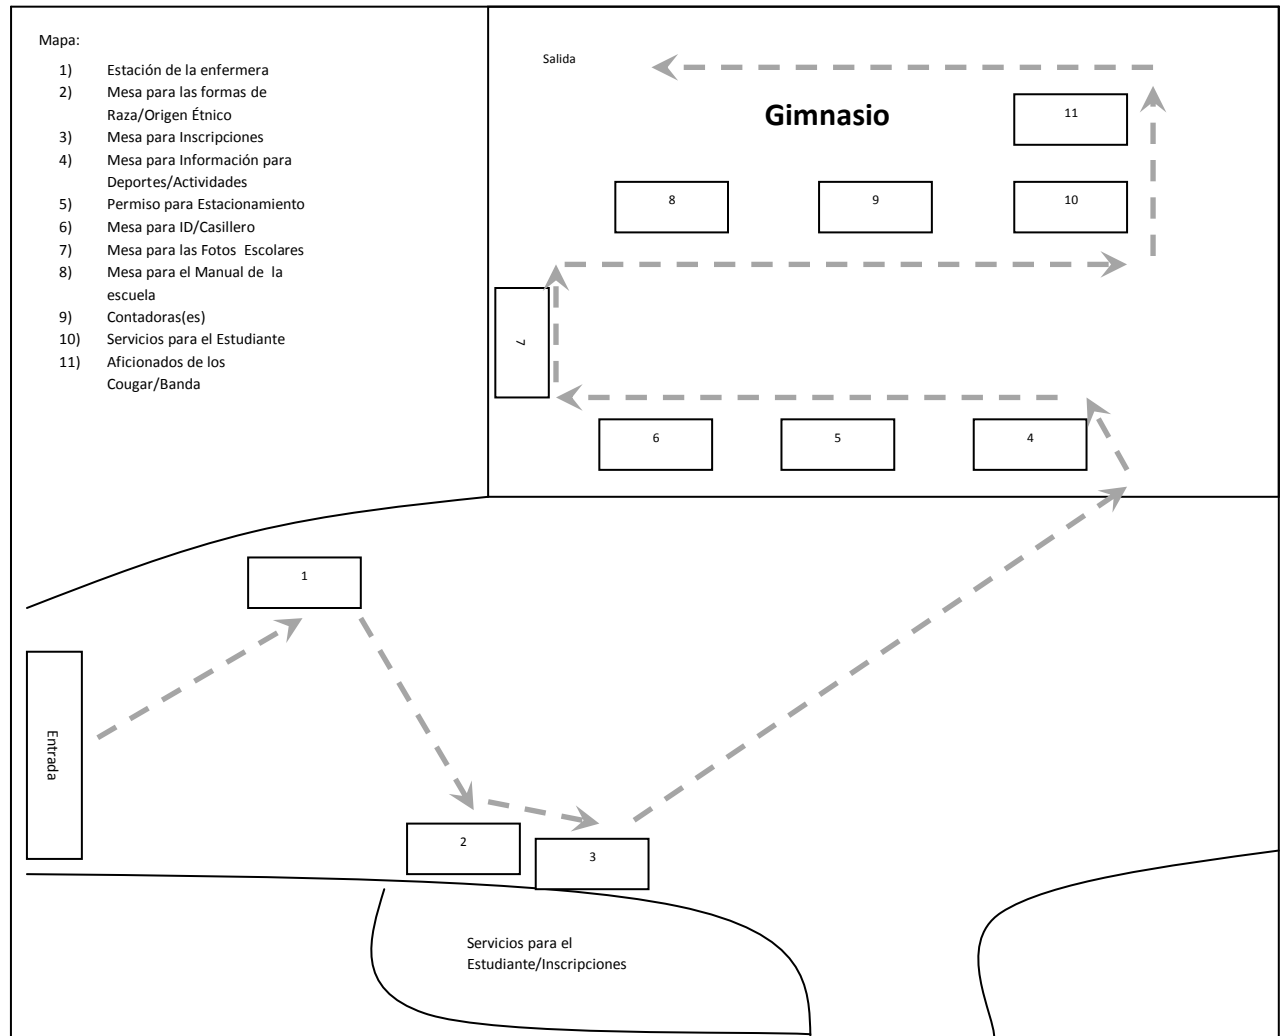 Mapa:
1) Estación de la enfermera
2) Mesa para las formas de
Raza/Origen Étnico
3) Mesa para Inscripciones
4) Mesa para Información para
Deportes/Actividades
5) Permiso para Estacionamiento
6) Mesa para ID/Casillero
7) Mesa para las Fotos Escolares
8) Mesa para el Manual de la
escuela
9) Contadoras(es)
10) Servicios para el Estudiante
11) Aficionados de los
Cougar/Banda
Salida
Gimnasio
11
8
9
10
7
6
5
4
1
Entrada
2
3
Servicios para el
Estudiante/Inscripciones